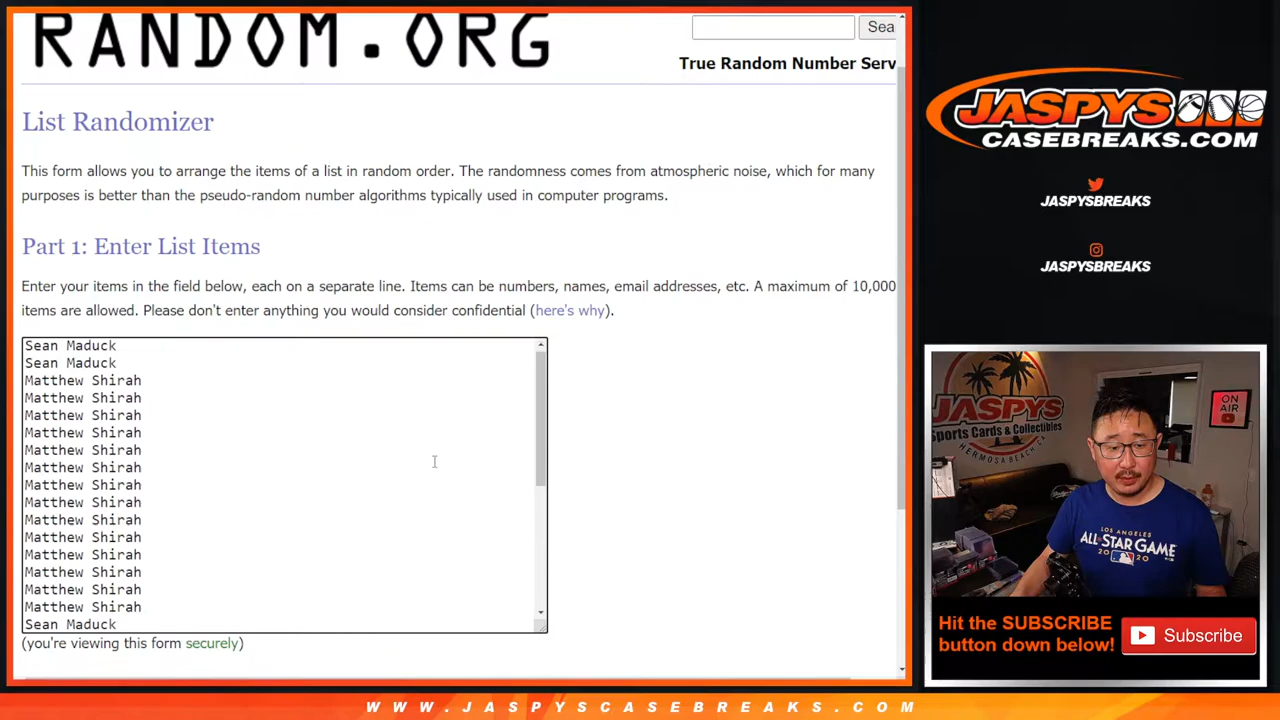 RANDOM.ORG
Sea
True Random Number Serv
List Randomizer
This form allows you to arrange the items of a list in random order. The randomness comes from atmospheric noise, which for many
purposes is better than the pseudo-random number algorithms typically used in computer programs.
Part 1: Enter List Items
Enter your items in the field below, each on a separate line. Items can be numbers, names, email addresses, etc. A maximum of 10,000
items are allowed. Please don't enter anything you would consider confidential (here's why).
Sean Maduck
Sean Maduck
Matthew Shirah
Matthew Shirah
Matthew Shirah
Matthew Shirah
Matthew Shirah
Matthew Shirah
Matthew Shirah
Matthew Shirah
Matthew Shirah
Matthew Shirah
Matthew Shirah
Matthew Shirah
Matthew Shirah
Matthew Shirah
Sean Maduck
(you're viewing this form securely)
JASPYS
CASEBREAKS.COM
JASPYSBREAKS
JASPYSBREAKS
JASPYS
Sports Cards & Collectibles
HERMOSA BEACH, CA
ON
AIR
LOS ANGELES
ALL STAR GAME
2020
Hit the SUBSCRIBE
button down below!
Subscribe
WWW.JASPYSCASEBREAKS.COM